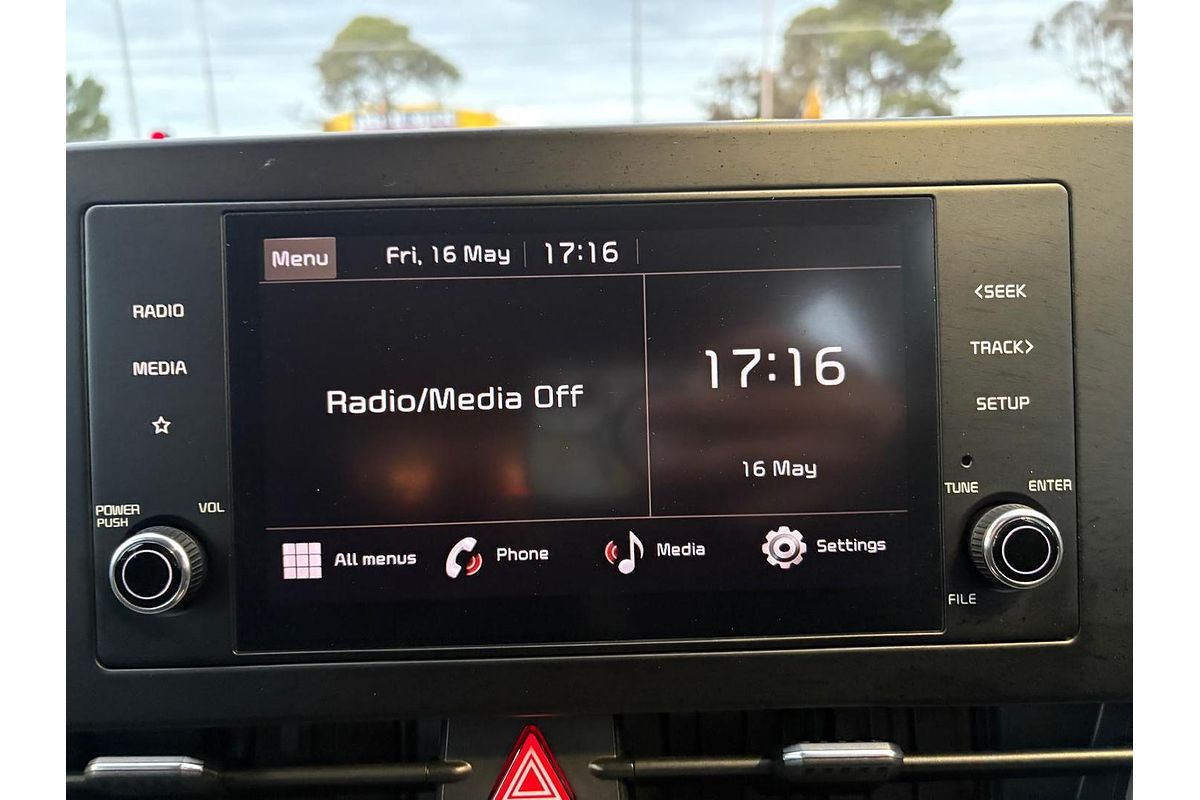 Menu
Fri, 16 May
17:16
RADIO
MEDIA
<SEEK
TRACK>
SETUP
Radio/Media Off
17:16
16 May
POWER
PUSH
VOL
TUNE
ENTER
FILE
All menus
Phone
Media
Settings